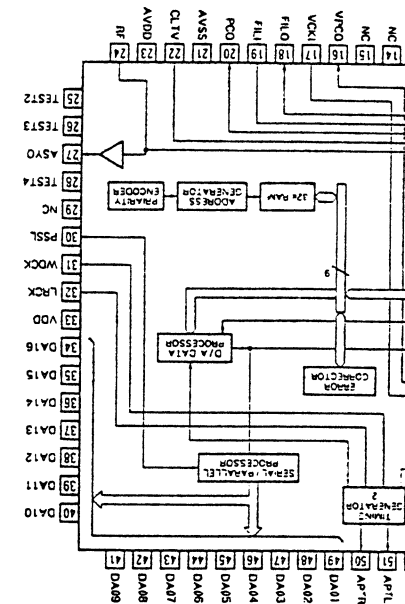 RF
AVDD
CLTV
AVSS
PCO
FILI
FILO
VCKI
VPCO
NC
NC
24
23
22
21
20
19
18
17
16
15
14
25
TEST2
26
TEST3
27
ASYO
28
TEST4
29
NC
30
PSSL
31
WDCK
32
LRCK
33
VDD
34
DA16
35
DA15
36
DA14
37
DA13
38
DA12
39
DA11
40
DA10
PRIARTY
ENCODER
ADDRESS
GENERATOR
32K RAM
9
D/A DATA
PROCESSOR
ERROR
CORRECTOR
SERIAL/PARALLEL
PROCESSOR
TIMING
GENERATOR
2
41
42
43
44
45
46
47
48
49
50
51
DA09
DA08
DA07
DA06
DA05
DA04
DA03
DA02
DA01
APTR
APTL